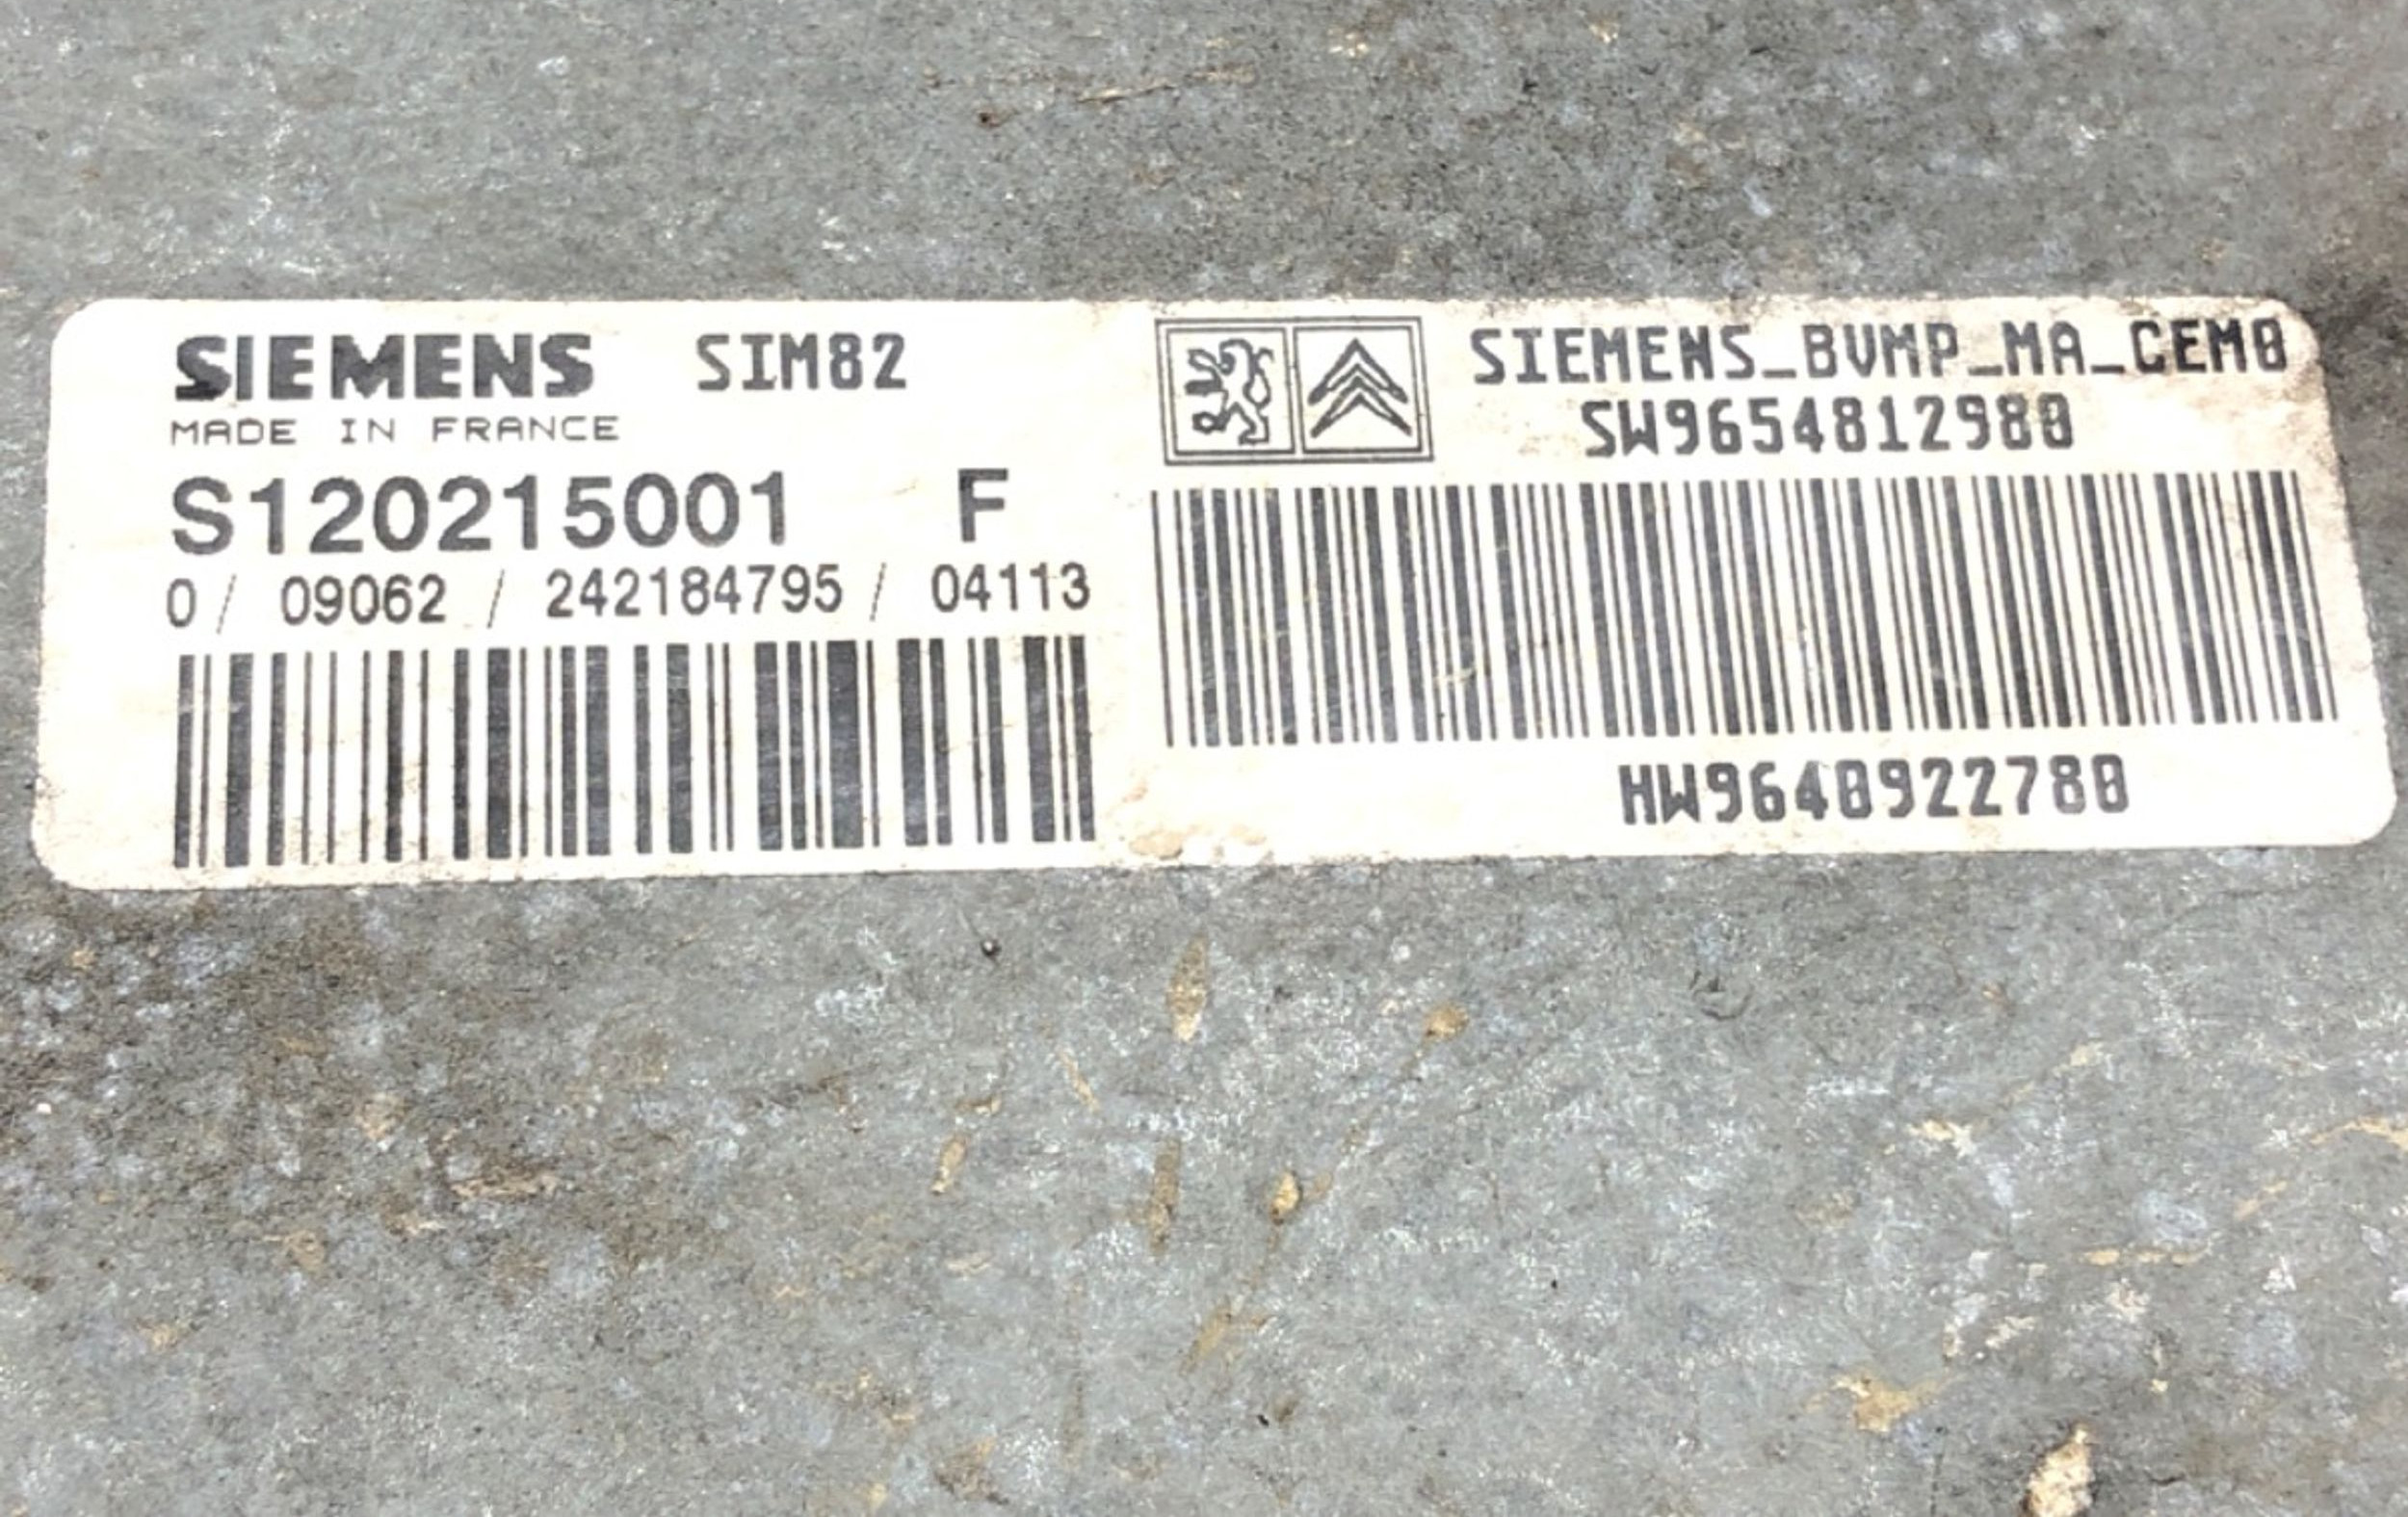 SIEMENS SIM82
MADE IN FRANCE
S120215001 F
0 / 09062 / 242184795 / 04113
SIEMENS_BVMP_MA_CEM0
SW9654812980
HW9640922780